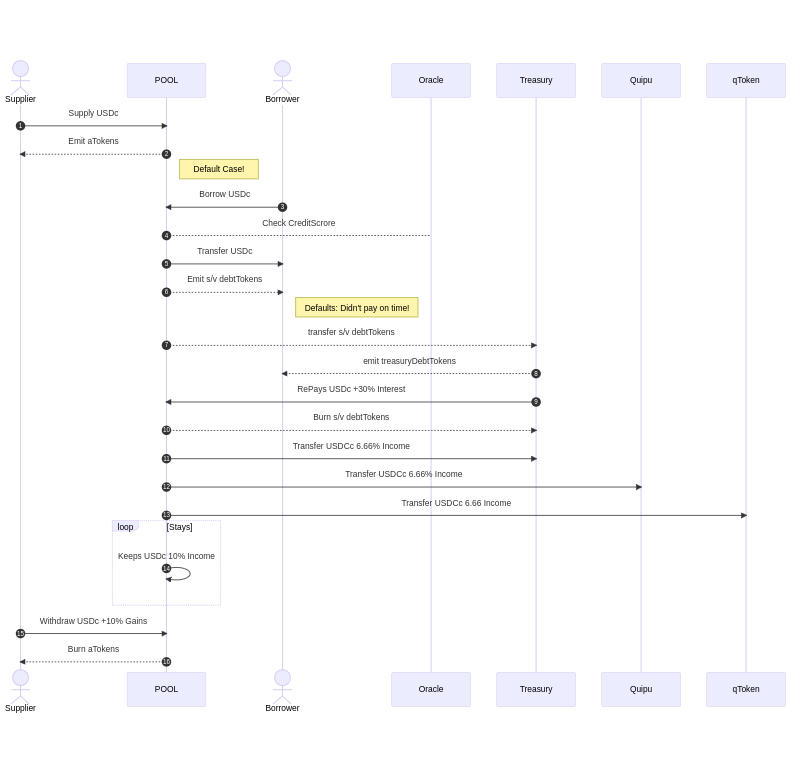 Supplier
POOL
Borrower
Oracle
Treasury
Quipu
qToken
Supply USDc
1
Emit aTokens
2
Default Case!
Borrow USDc
3
Check CreditScrore
4
Transfer USDc
5
Emit s/v debtTokens
6
Defaults: Didn't pay on time!
transfer s/v debtTokens
7
emit treasuryDebtTokens
8
RePays USDc +30% Interest
9
Burn s/v debtTokens
10
Transfer USDCc 6.66% Income
11
Transfer USDCc 6.66% Income
12
Transfer USDCc 6.66 Income
13
loop
[Stays]
Keeps USDc 10% Income
14
Withdraw USDc +10% Gains
15
Burn aTokens
16
Supplier
POOL
Borrower
Oracle
Treasury
Quipu
qToken